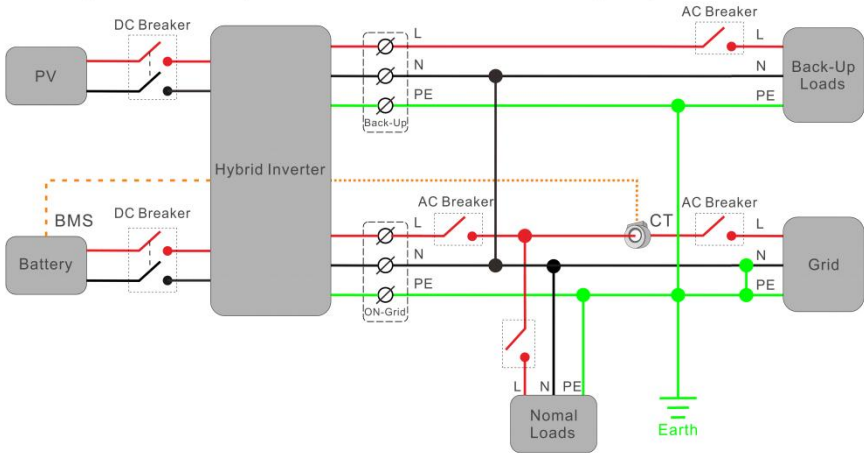 DC Breaker
AC Breaker
L
L
PV
N
N
Back-Up
Loads
PE
PE
Back-Up
Hybrid Inverter
BMS
DC Breaker
AC Breaker
CT
AC Breaker
L
L
Battery
N
N
Grid
PE
PE
ON-Grid
L
N
PE
Nomal
Loads
Earth